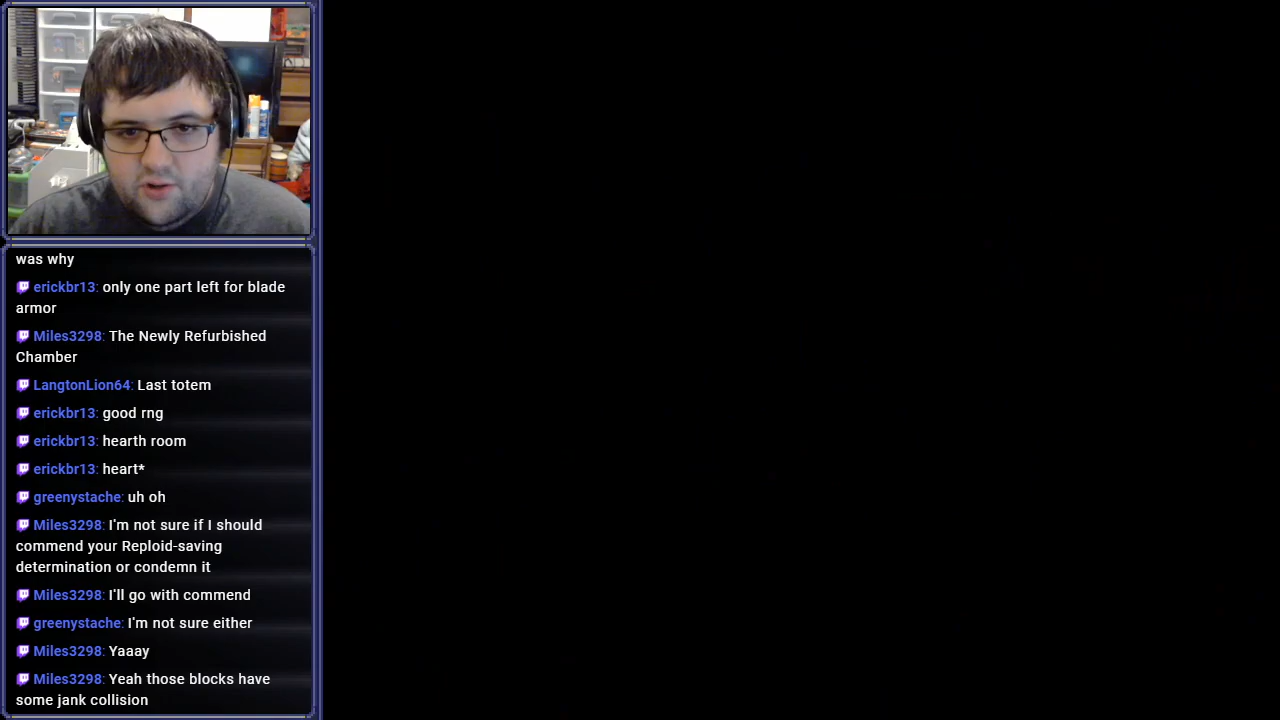 was why
erickbr13: only one part left for blade
armor
Miles3298: The Newly Refurbished
Chamber
LangtonLion64: Last totem
erickbr13: good rng
erickbr13: hearth room
erickbr13: heart*
greenystache: uh oh
Miles3298: I'm not sure if I should
commend your Reploid-saving
determination or condemn it
Miles3298: I'll go with commend
greenystache: I'm not sure either
Miles3298: Yaaay
Miles3298: Yeah those blocks have
some jank collision